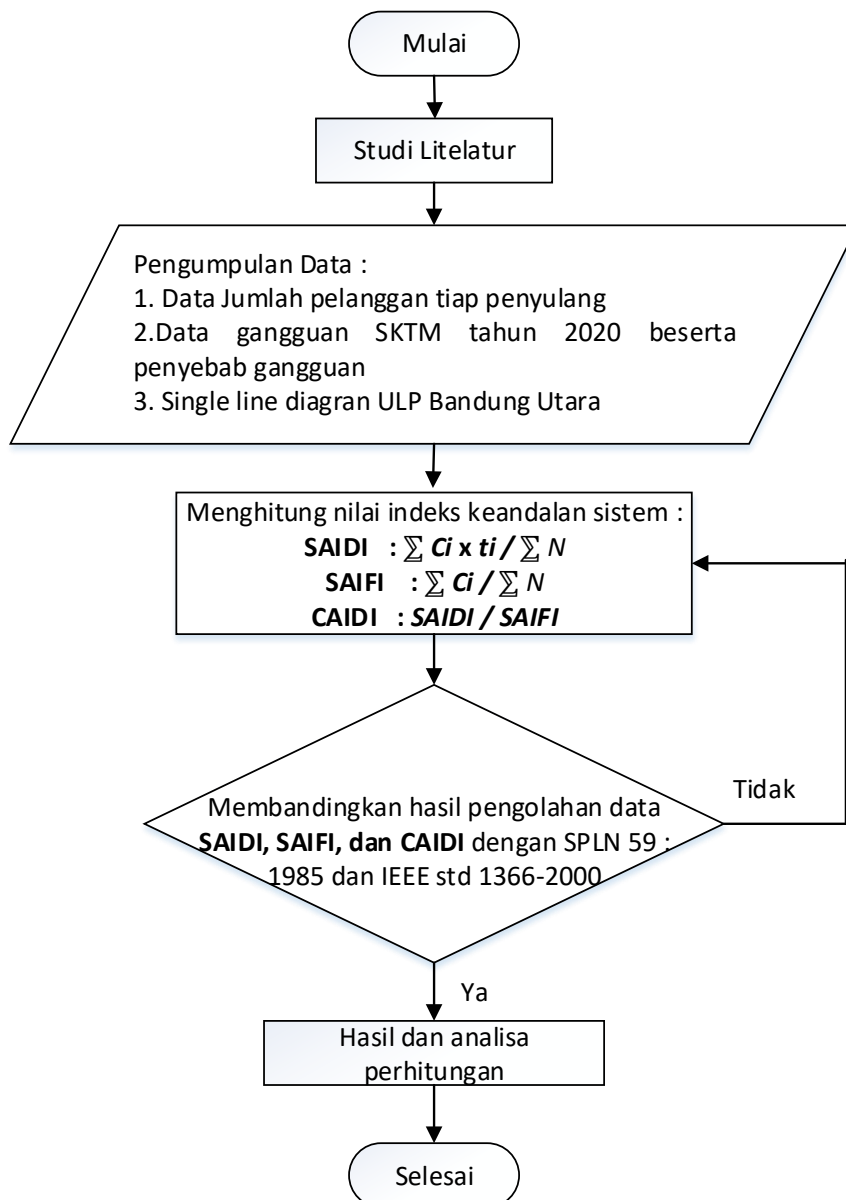 Mulai
Studi Litelatur
Pengumpulan Data :
1. Data Jumlah pelanggan tiap penyulang
2.Data gangguan SKTM tahun 2020 beserta
penyebab gangguan
3. Single line diagran ULP Bandung Utara
Menghitung nilai indeks keandalan sistem :
SAIDI : ∑ Ci x ti / ∑ N
SAIFI : ∑ Ci / ∑ N
CAIDI : SAIDI / SAIFI
Tidak
Membandingkan hasil pengolahan data
SAIDI, SAIFI, dan CAIDI dengan SPLN 59 :
1985 dan IEEE std 1366-2000
Ya
Hasil dan analisa
perhitungan
Selesai